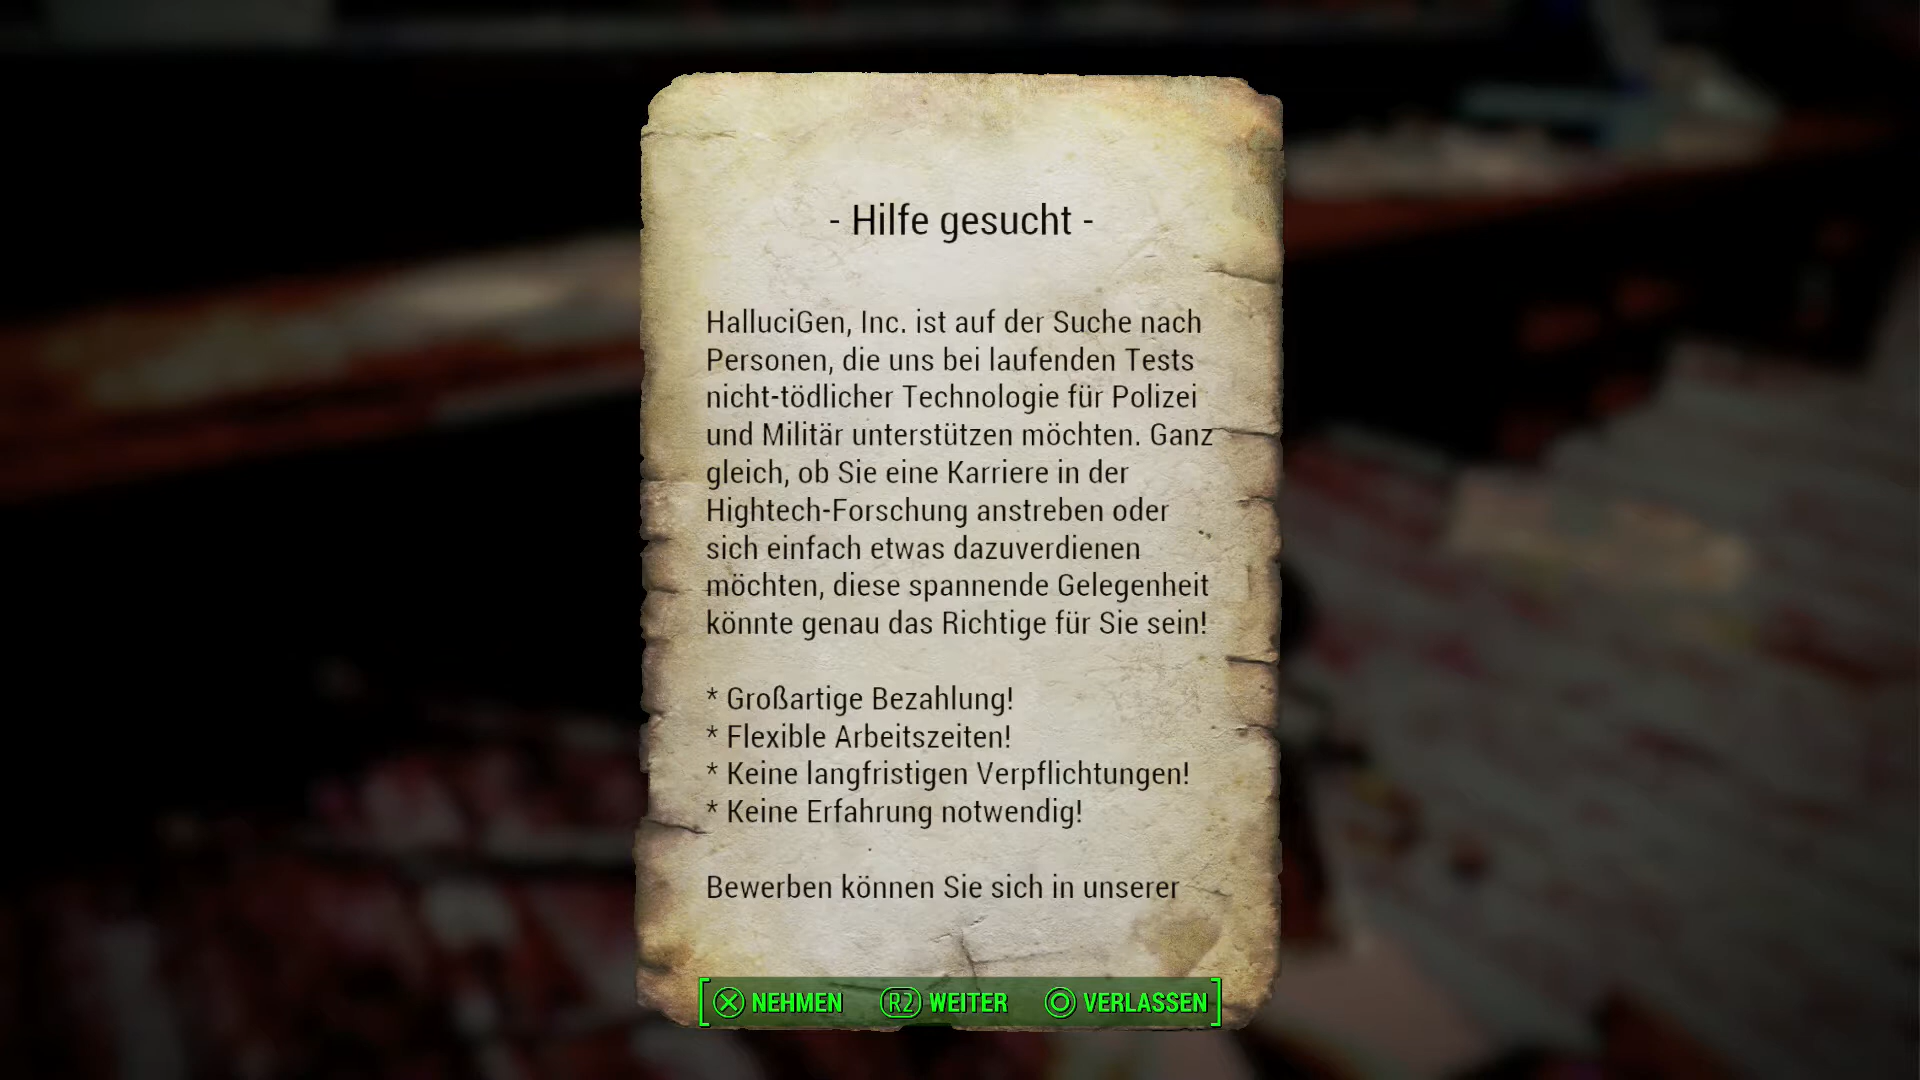 - Hilfe gesucht -
HalluciGen, Inc. ist auf der Suche nach
Personen, die uns bei laufenden Tests
nicht-tödlicher Technologie für Polizei
und Militär unterstützen möchten. Ganz
gleich, ob Sie eine Karriere in der
Hightech-Forschung anstreben oder
sich einfach etwas dazuverdienen
möchten, diese spannende Gelegenheit
könnte genau das Richtige für Sie sein!
* Großartige Bezahlung!
* Flexible Arbeitszeiten!
* Keine langfristigen Verpflichtungen!
* Keine Erfahrung notwendig!
Bewerben können Sie sich in unserer
NEHMEN R2 WEITER VERLASSEN